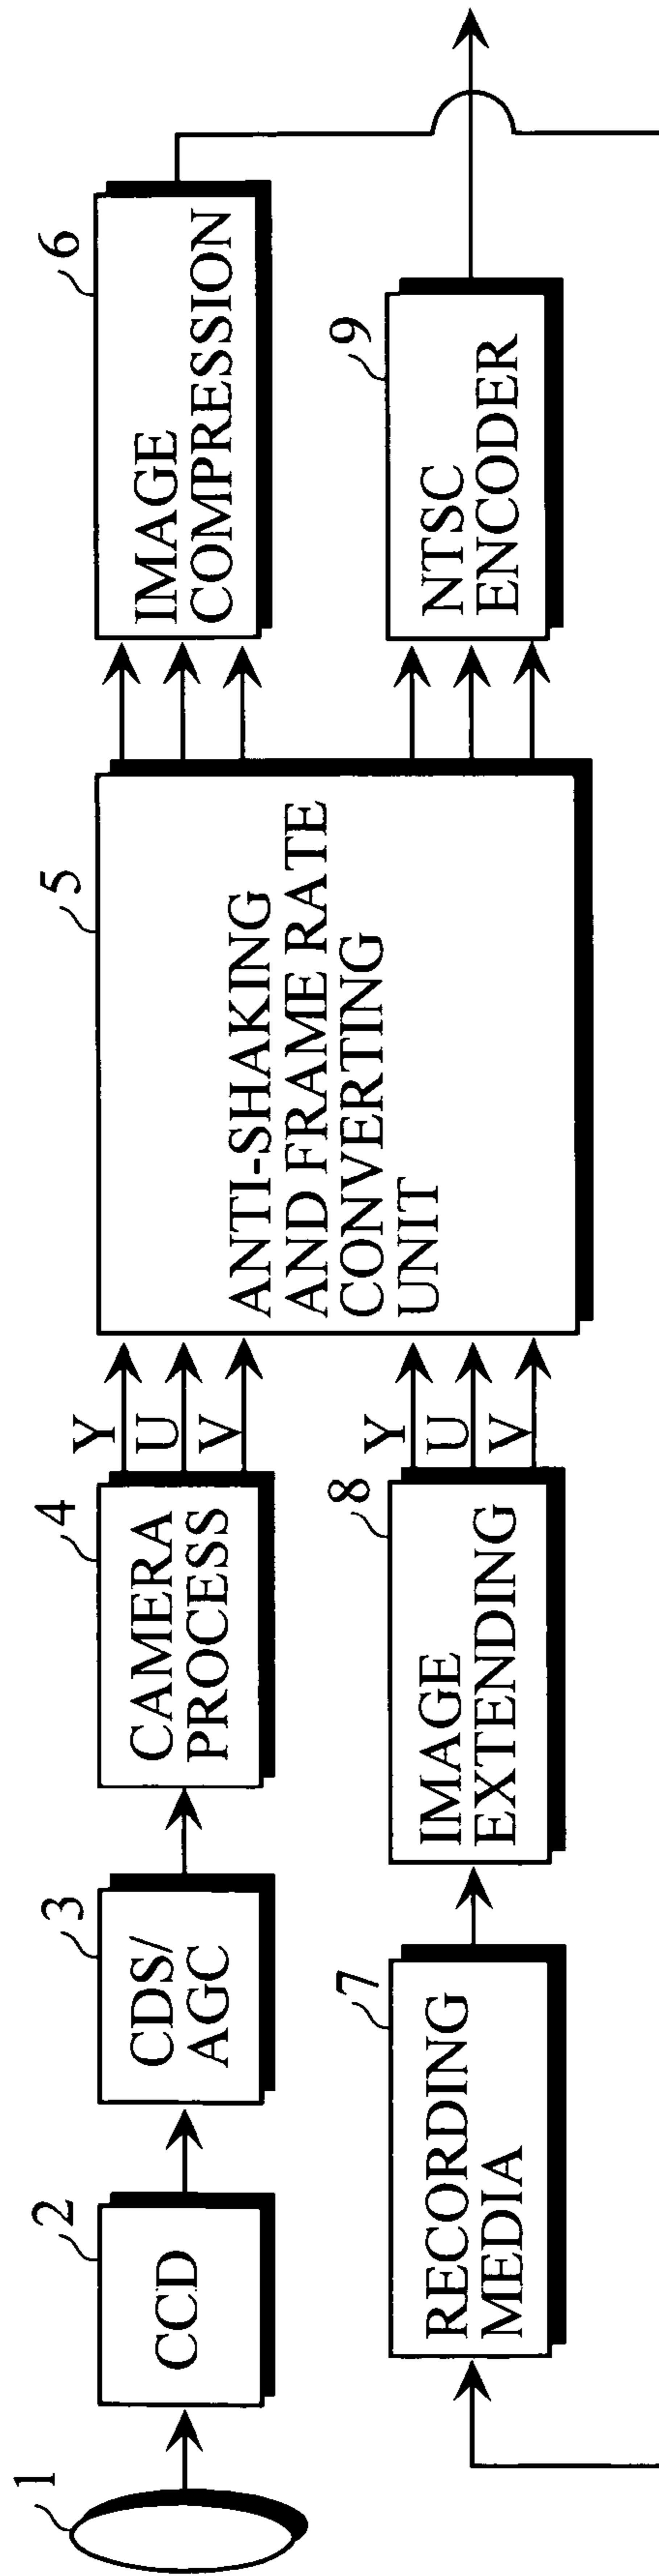 1
2
CCD
3
CDS/
AGC
4
CAMERA
PROCESS
Y
U
V
5
ANTI-SHAKING
AND FRAME RATE
CONVERTING
UNIT
6
IMAGE
COMPRESSION
7
RECORDING
MEDIA
8
IMAGE
EXTENDING
Y
U
V
9
NTSC
ENCODER